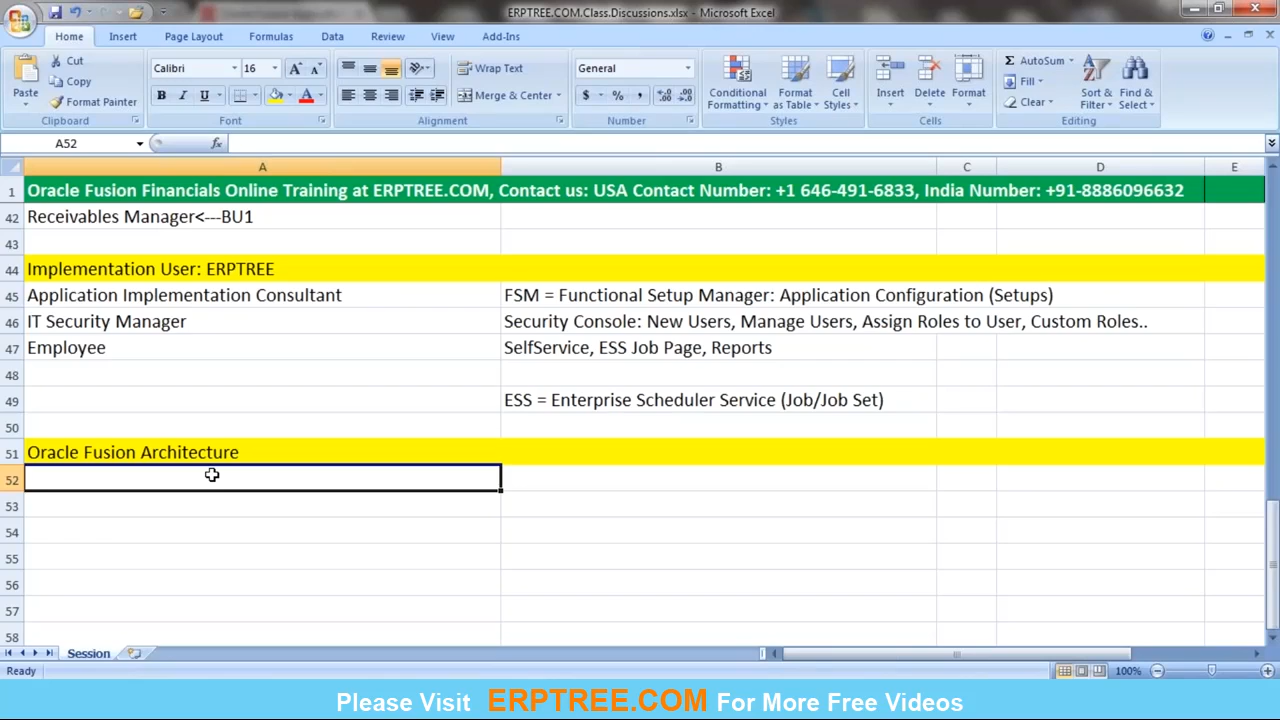 ERPTREE.COM.Class.Discussions.xlsx - Microsoft Excel
Home Insert Page Layout Formulas Data Review View Add-Ins
Paste
Cut
Copy
Format Painter
Clipboard
Calibri 16
B I U
Font
Wrap Text
Merge & Center
Alignment
General
$ % ,
Number
Conditional Formatting
Format as Table
Cell Styles
Styles
Insert Delete Format
Cells
AutoSum
Fill
Clear
Sort & Filter
Find & Select
Editing
A52 fx
A B C D E
1 Oracle Fusion Financials Online Training at ERPTREE.COM, Contact us: USA Contact Number: +1 646-491-6833, India Number: +91-8886096632
42 Receivables Manager<---BU1
43
44 Implementation User: ERPTREE
45 Application Implementation Consultant FSM = Functional Setup Manager: Application Configuration (Setups)
46 IT Security Manager Security Console: New Users, Manage Users, Assign Roles to User, Custom Roles..
47 Employee SelfService, ESS Job Page, Reports
48
49 ESS = Enterprise Scheduler Service (Job/Job Set)
50
51 Oracle Fusion Architecture
52
53
54
55
56
57
58
Session
Ready 100%
Please Visit ERPTREE.COM For More Free Videos